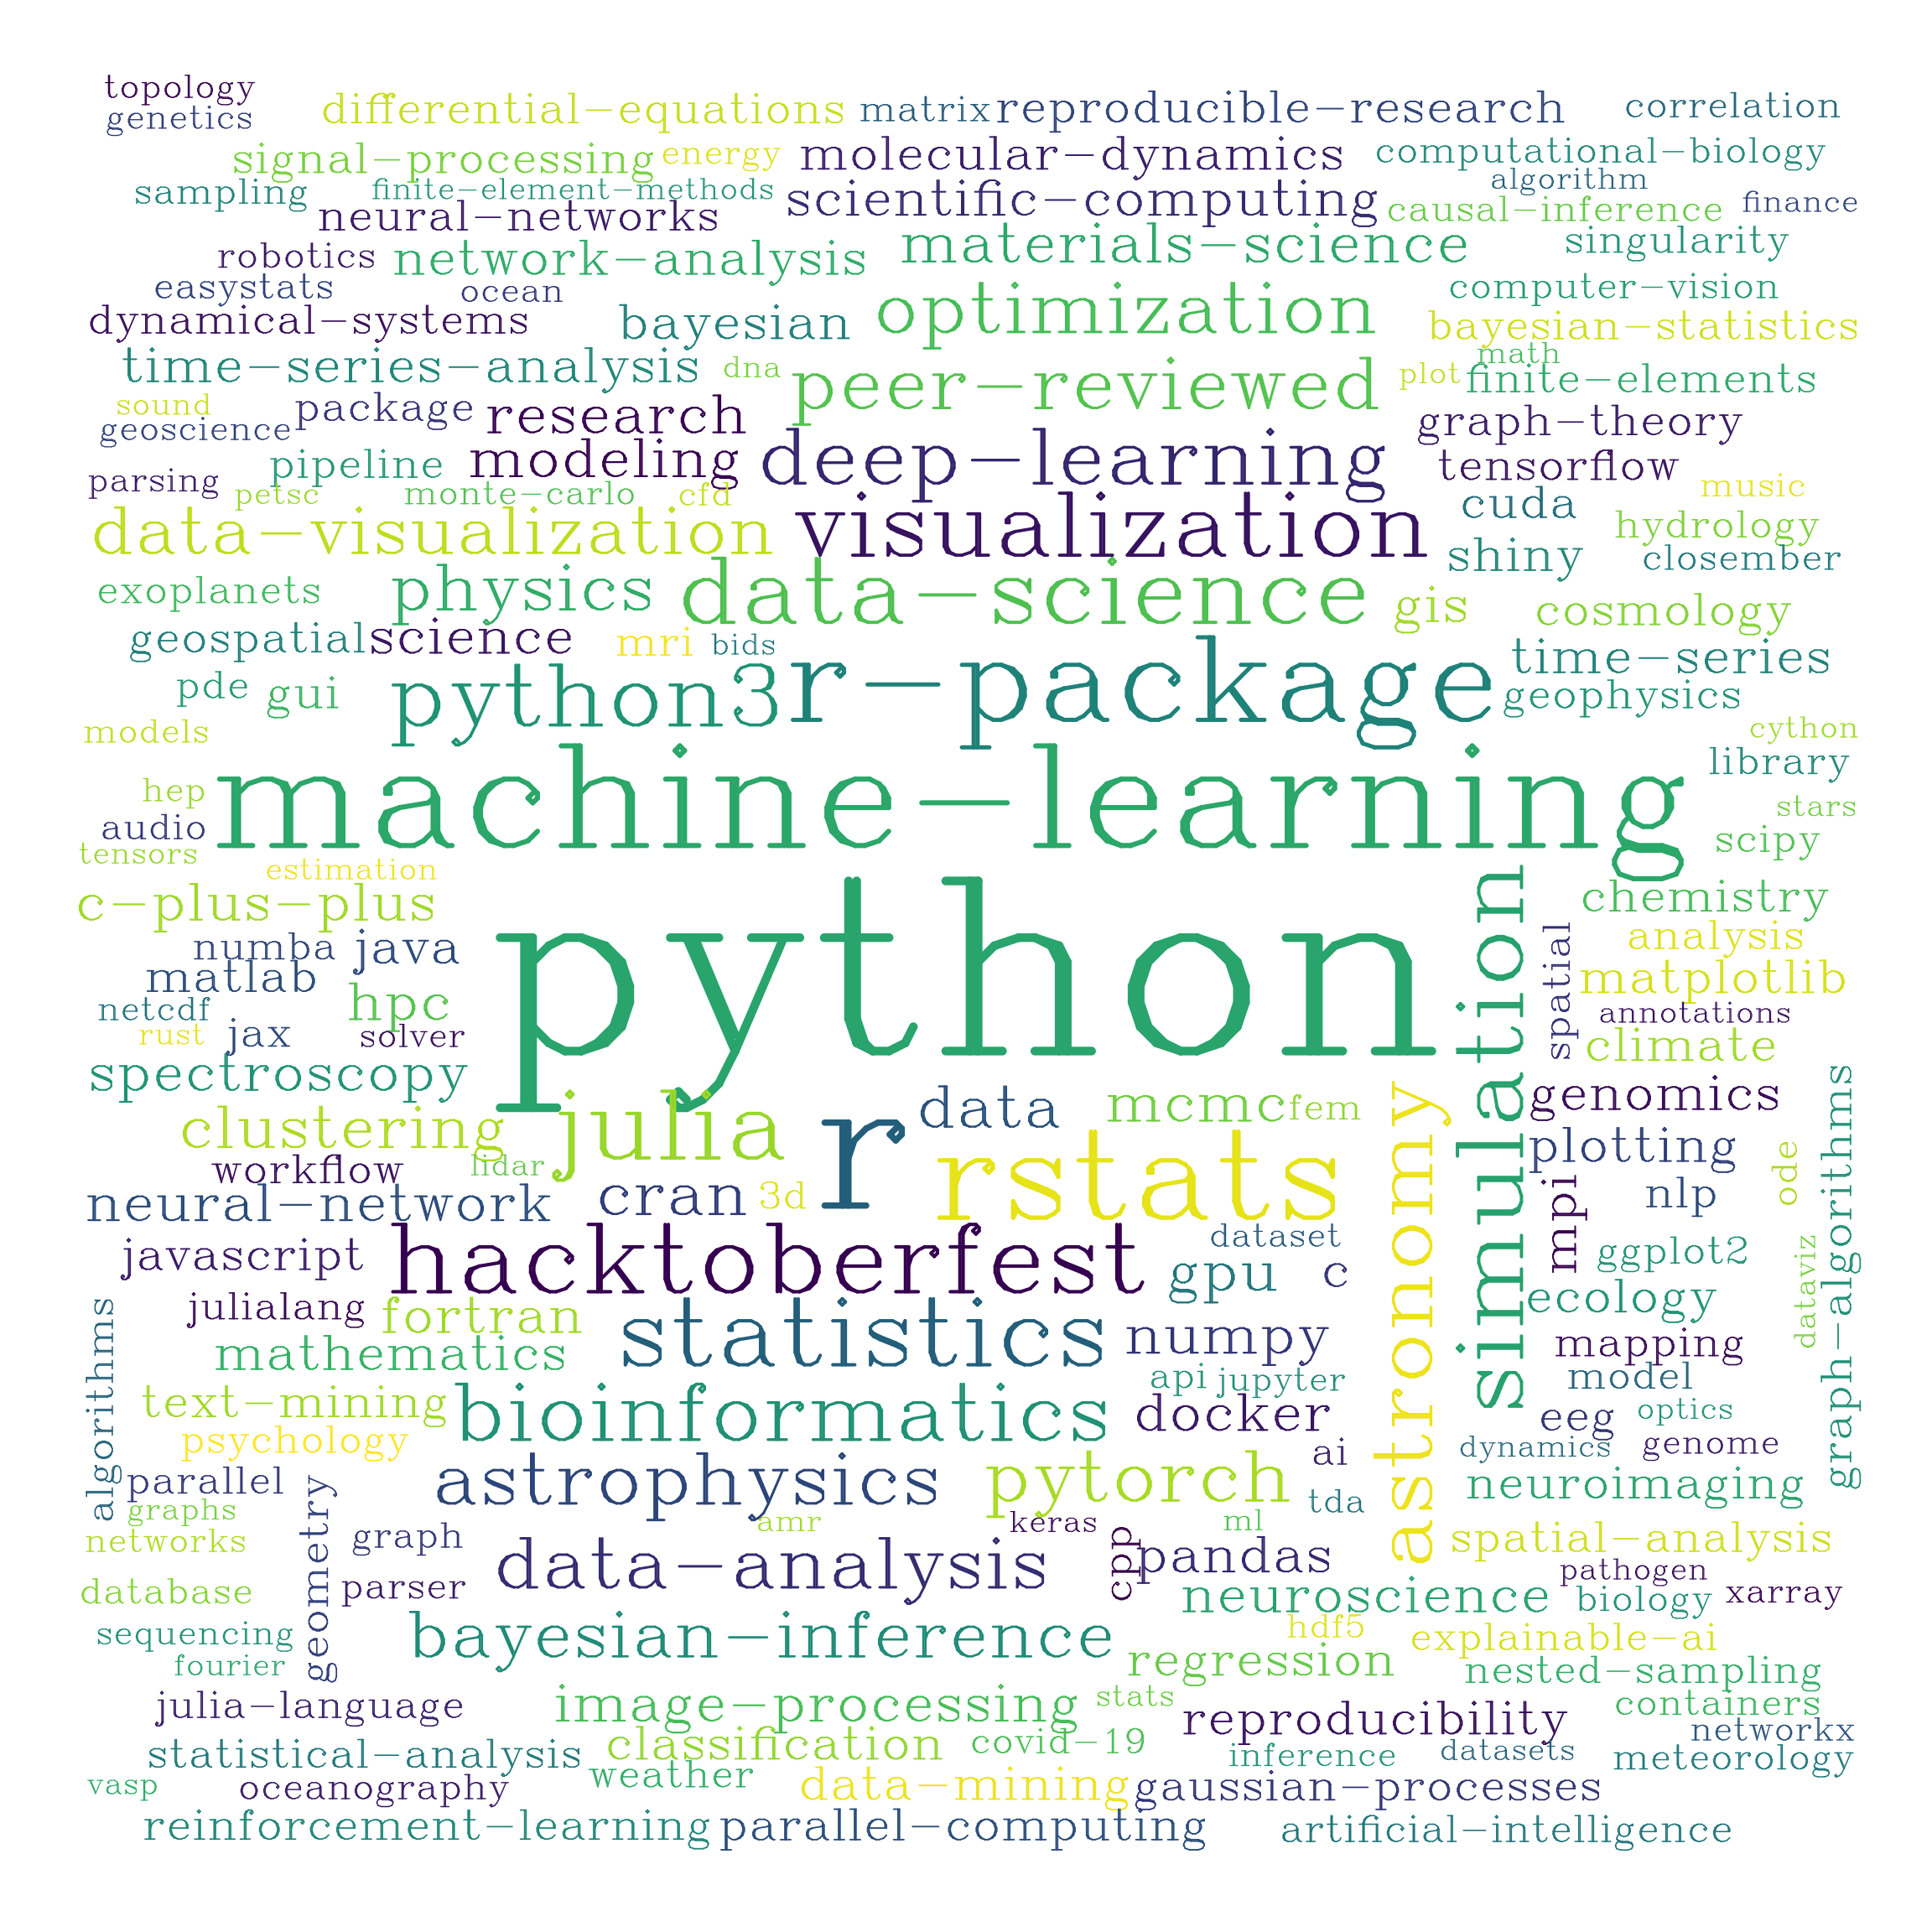 topology
genetics
differential-equations
matrix
reproducible-research
correlation
signal-processing
energy
molecular-dynamics
computational-biology
sampling
finite-element-methods
scientific-computing
algorithm
causal-inference
finance
neural-networks
robotics
network-analysis
materials-science
singularity
easystats
ocean
computer-vision
dynamical-systems
bayesian
optimization
bayesian-statistics
time-series-analysis
dna
peer-reviewed
plot
math
finite-elements
sound
geoscience
package
research
graph-theory
parsing
pipeline
modeling
deep-learning
tensorflow
petsc
monte-carlo
cfd
cuda
music
data-visualization
visualization
hydrology
shiny
closember
exoplanets
physics
data-science
gis
cosmology
geospatial
science
mri
bids
time-series
pde
gui
python3
r-package
geophysics
models
cython
library
hep
audio
tensors
machine-learning
stars
scipy
estimation
c-plus-plus
chemistry
numba
java
python
simulation
spatial
analysis
matlab
matplotlib
netcdf
hpc
annotations
rust
jax
solver
climate
spectroscopy
julia
r
data
mcmc
fem
astronomy
genomics
graph-algorithms
clustering
rstats
plotting
ode
workflow
lidar
neural-network
cran
3d
mpi
nlp
javascript
hacktoberfest
dataset
gpu
c
ggplot2
dataviz
julialang
fortran
statistics
numpy
ecology
algorithms
mathematics
mapping
api
jupyter
model
text-mining
bioinformatics
docker
eeg
optics
psychology
ai
dynamics
genome
parallel
geometry
astrophysics
pytorch
tda
neuroimaging
graphs
networks
graph
amr
keras
ml
cpp
spatial-analysis
database
parser
data-analysis
pandas
pathogen
neuroscience
biology
xarray
sequencing
bayesian-inference
hdf5
explainable-ai
fourier
regression
nested-sampling
julia-language
image-processing
stats
reproducibility
containers
networkx
statistical-analysis
classification
covid-19
inference
datasets
meteorology
vasp
oceanography
weather
data-mining
gaussian-processes
reinforcement-learning
parallel-computing
artificial-intelligence